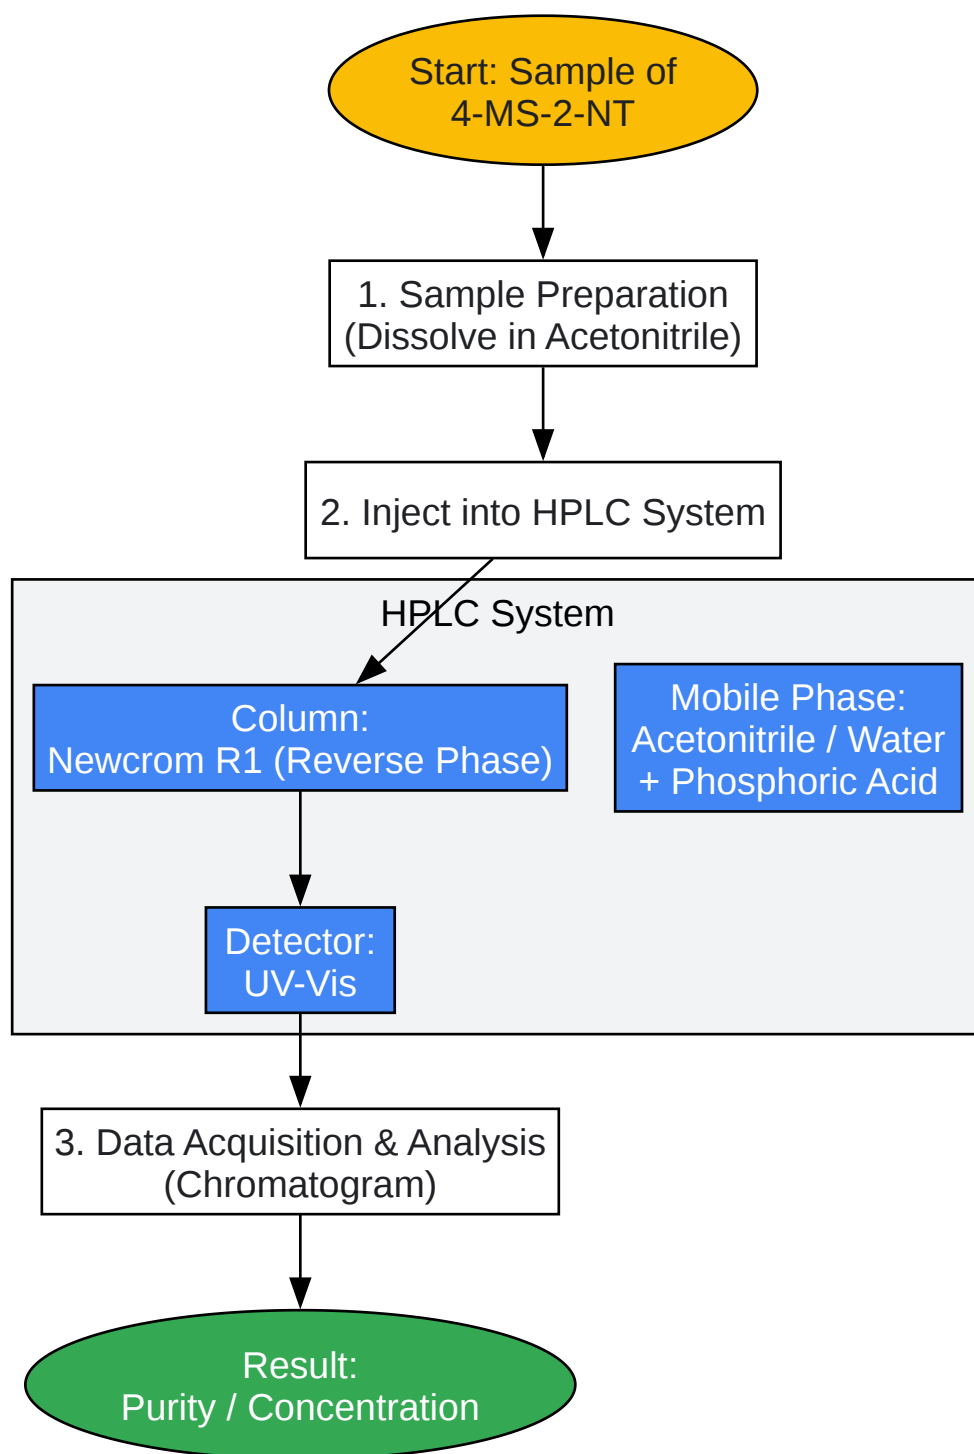 Start: Sample of
4-MS-2-NT
1. Sample Preparation
(Dissolve in Acetonitrile)
2. Inject into HPLC System
HPLC System
Column:
Newcrom R1 (Reverse Phase)
Mobile Phase:
Acetonitrile / Water
+ Phosphoric Acid
Detector:
UV-Vis
3. Data Acquisition & Analysis
(Chromatogram)
Result:
Purity / Concentration